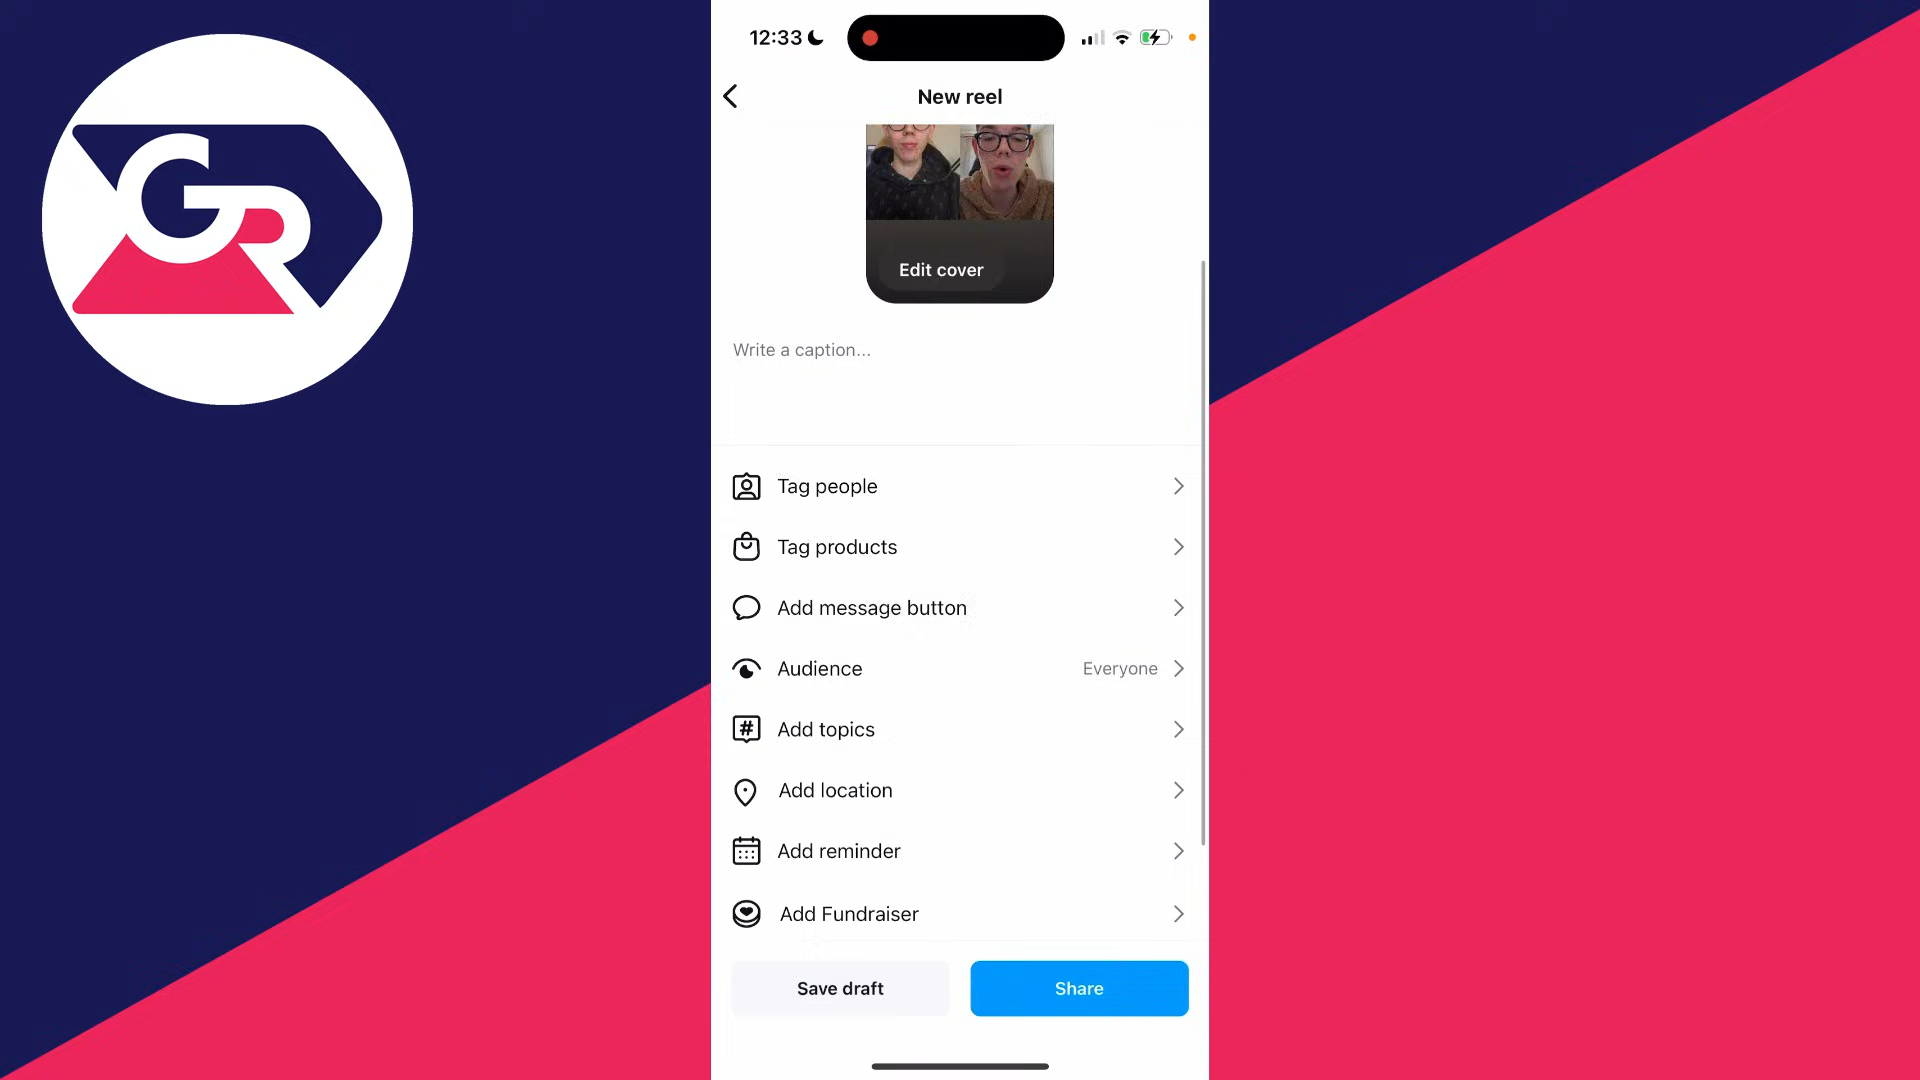 GR
12:33
New reel
Edit cover
Write a caption...
Tag people
Tag products
Add message button
Audience Everyone
Add topics
Add location
Add reminder
Add Fundraiser
Save draft Share